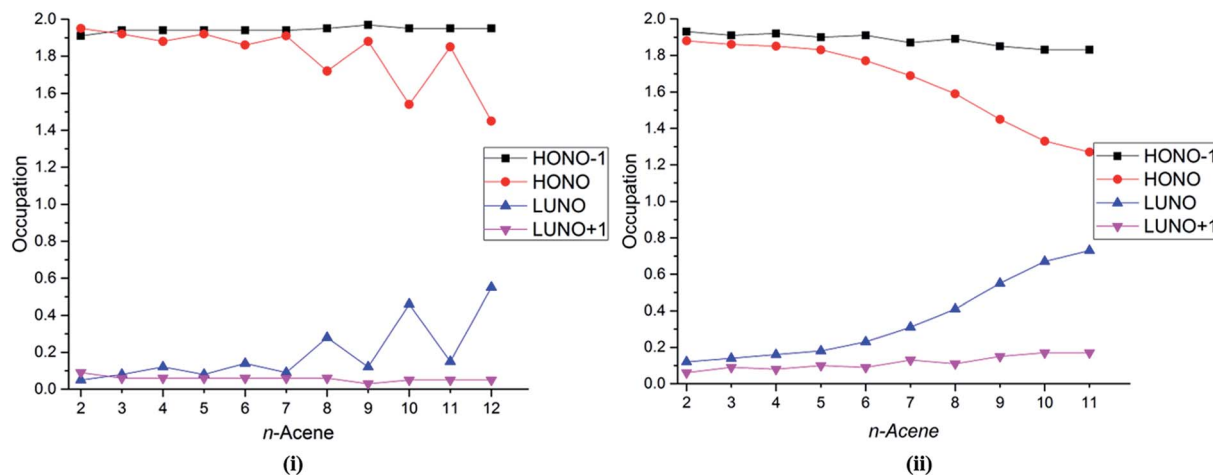 2.0
1.8
1.6
1.4
1.2
1.0
0.8
0.6
0.4
0.2
0.0
Occupation
HONO-1
HONO
LUNO
LUNO+1
2 3 4 5 6 7 8 9 10 11 12
n-Acene
(i)
2.0
1.8
1.6
1.4
1.2
1.0
0.8
0.6
0.4
0.2
0.0
Occupation
HONO-1
HONO
LUNO
LUNO+1
2 3 4 5 6 7 8 9 10 11
n-Acene
(ii)